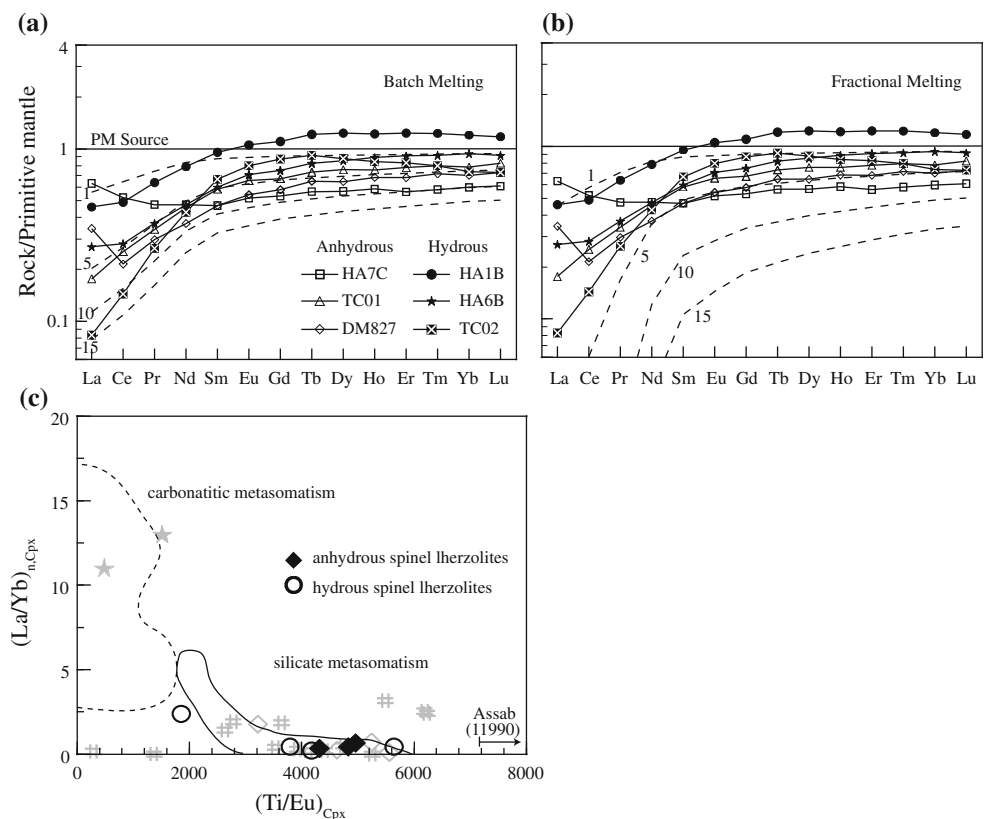 (a)
(b)
4
1
0.1
Rock/Primitive mantle
Batch Melting
PM Source
1
5
10
15
Anhydrous Hydrous
HA7C HA1B
TC01 HA6B
DM827 TC02
La Ce Pr Nd Sm Eu Gd Tb Dy Ho Er Tm Yb Lu
Fractional Melting
1
5
10
15
La Ce Pr Nd Sm Eu Gd Tb Dy Ho Er Tm Yb Lu
(c)
20
15
10
5
0
(La/Yb)n,Cpx
carbonatitic metasomatism
anhydrous spinel lherzolites
hydrous spinel lherzolites
silicate metasomatism
Assab
(11990)
0 2000 4000 6000 8000
(Ti/Eu)Cpx